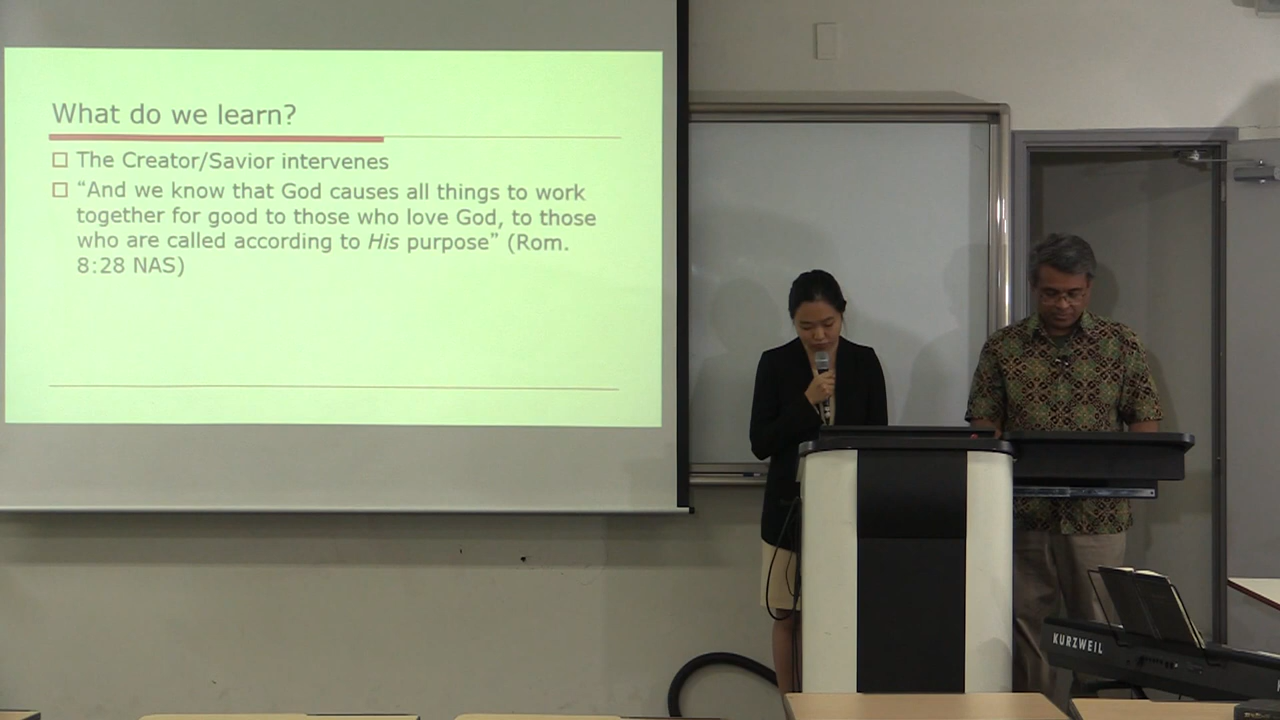 What do we learn?
The Creator/Savior intervenes
“And we know that God causes all things to work
together for good to those who love God, to those
who are called according to His purpose” (Rom.
8:28 NAS)
KURZWEIL